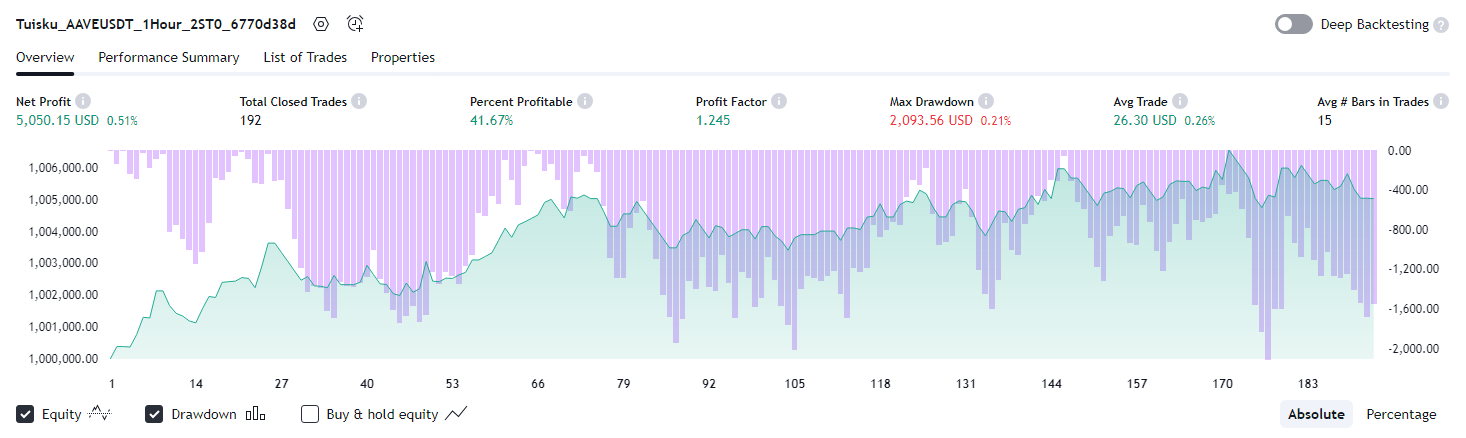 Tuisku_AAVEUSDT_1Hour_2ST0_6770d38d Deep Backtesting ?
Overview Performance Summary List of Trades Properties
Net Profit i Total Closed Trades i Percent Profitable i Profit Factor i Max Drawdown i Avg Trade i Avg # Bars in Trades i
5,050.15 USD 0.51% 192 41.67% 1.245 2,093.56 USD 0.21% 26.30 USD 0.26% 15
0.00
1,006,000.00
-400.00
1,005,000.00
1,004,000.00 -800.00
1,003,000.00 -1,200.00
1,002,000.00
-1,600.00
1,001,000.00
-2,000.00
1,000,000.00
1 14 27 40 53 66 79 92 105 118 131 144 157 170 183
Equity Drawdown Buy & hold equity Absolute Percentage